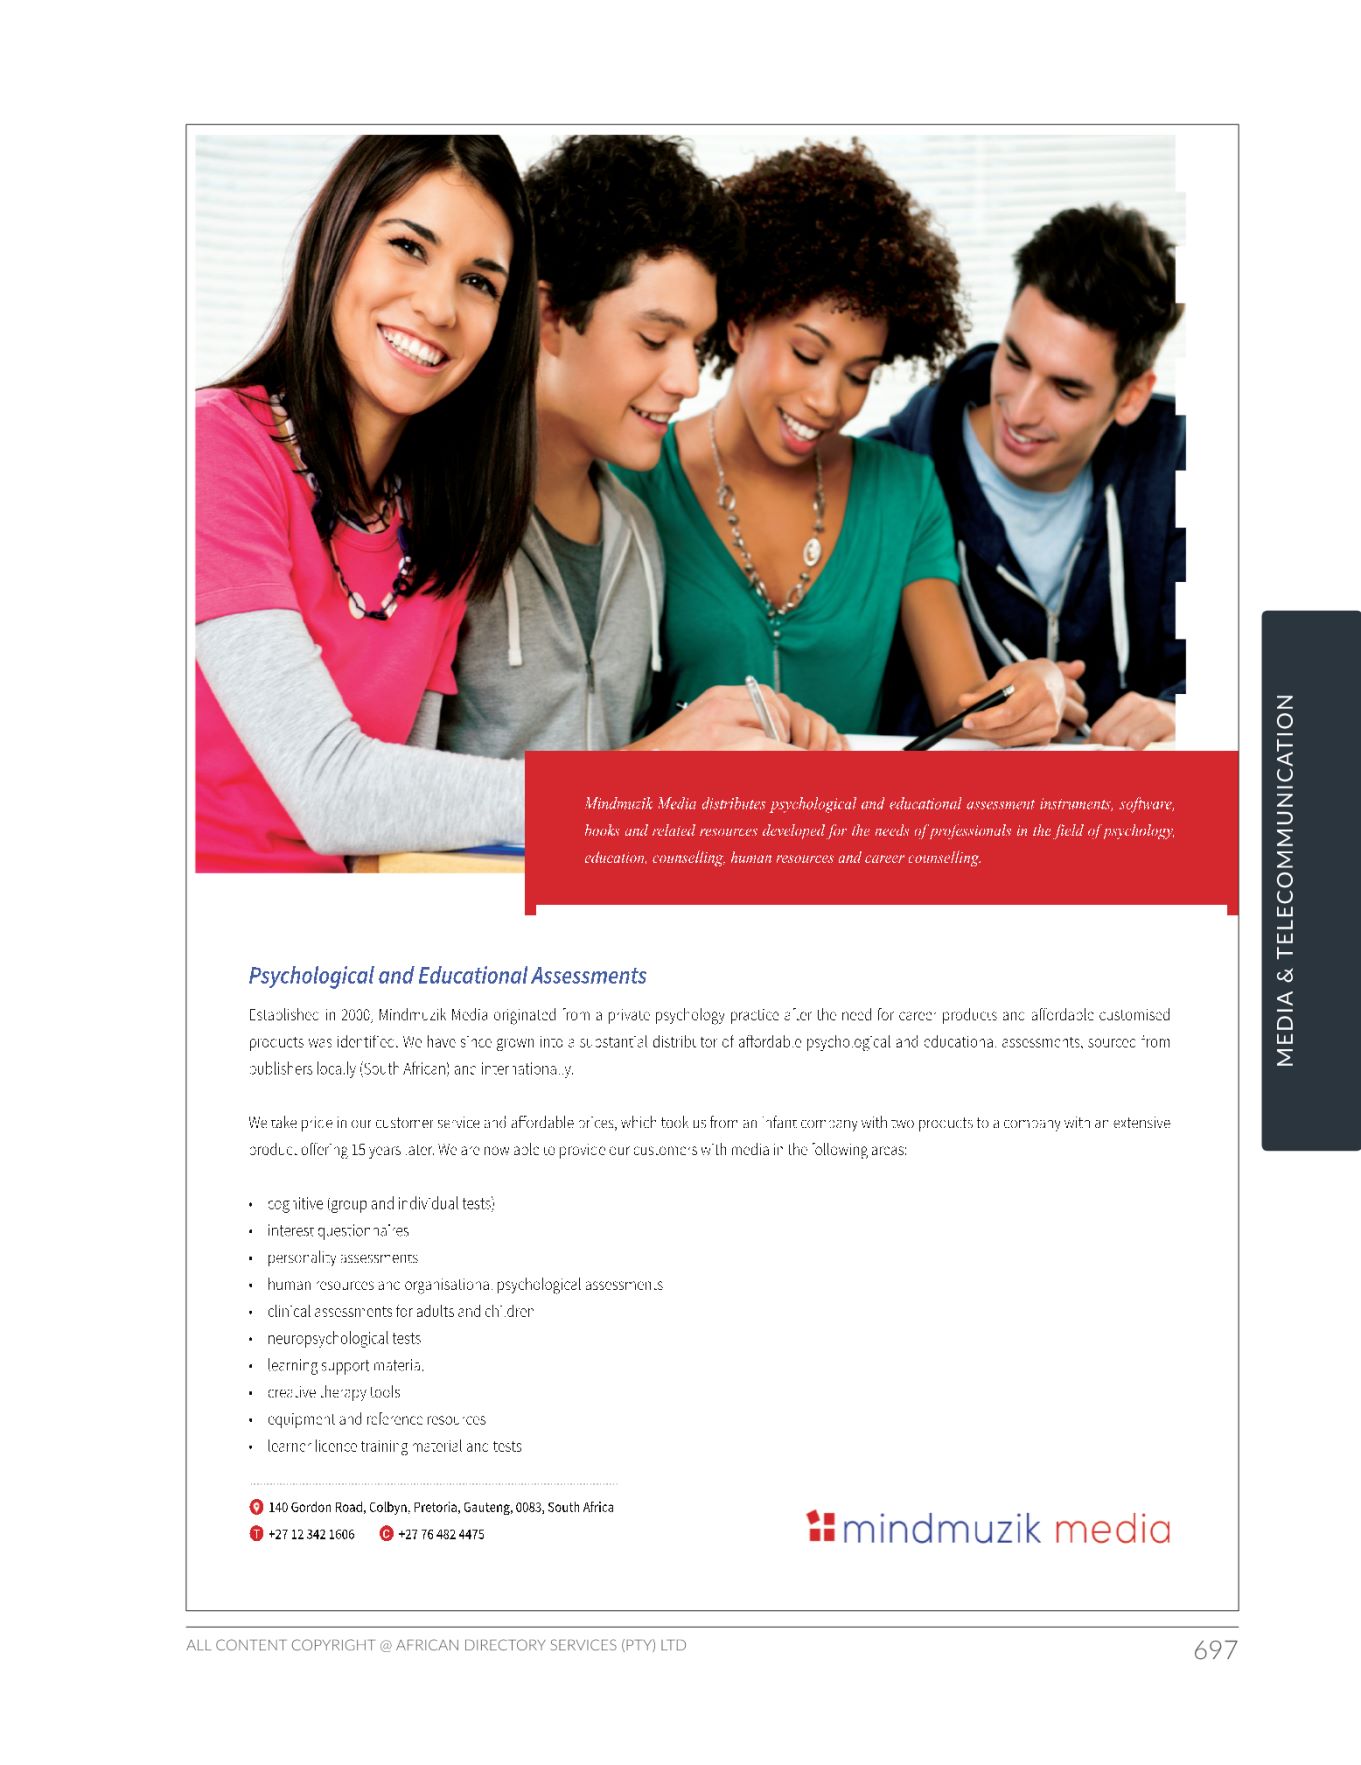 Mindmuzik Media distributes psychological and educational assessment instruments, software,
books and related resources developed for the needs of professionals in the field of psychology,
education, counselling, human resources and career counselling.
MEDIA & TELECOMMUNICATION
Psychological and Educational Assessments
Established in 2000, Mindmuzik Media originated from a private psychology practice after the need for career products and affordable customised
products was identified. We have since grown into a substantial distributor of affordable psychological and educational assessments, sourced from
publishers locally (South African) and internationally.
We take pride in our customer service and affordable prices, which took us from an infant company with two products to a company with an extensive
product offering 15 years later. We are now able to provide our customers with media in the following areas:
• cognitive (group and individual tests)
• interest questionnaires
• personality assessments
• human resources and organisational psychological assessments
• clinical assessments for adults and children
• neuropsychological tests
• learning support material
• creative therapy tools
• equipment and reference resources
• learner licence training material and tests
140 Gordon Road, Colbyn, Pretoria, Gauteng, 0083, South Africa
T +27 12 342 1606 C +27 76 482 4475
mindmuzik media
ALL CONTENT COPYRIGHT @ AFRICAN DIRECTORY SERVICES (PTY) LTD
697